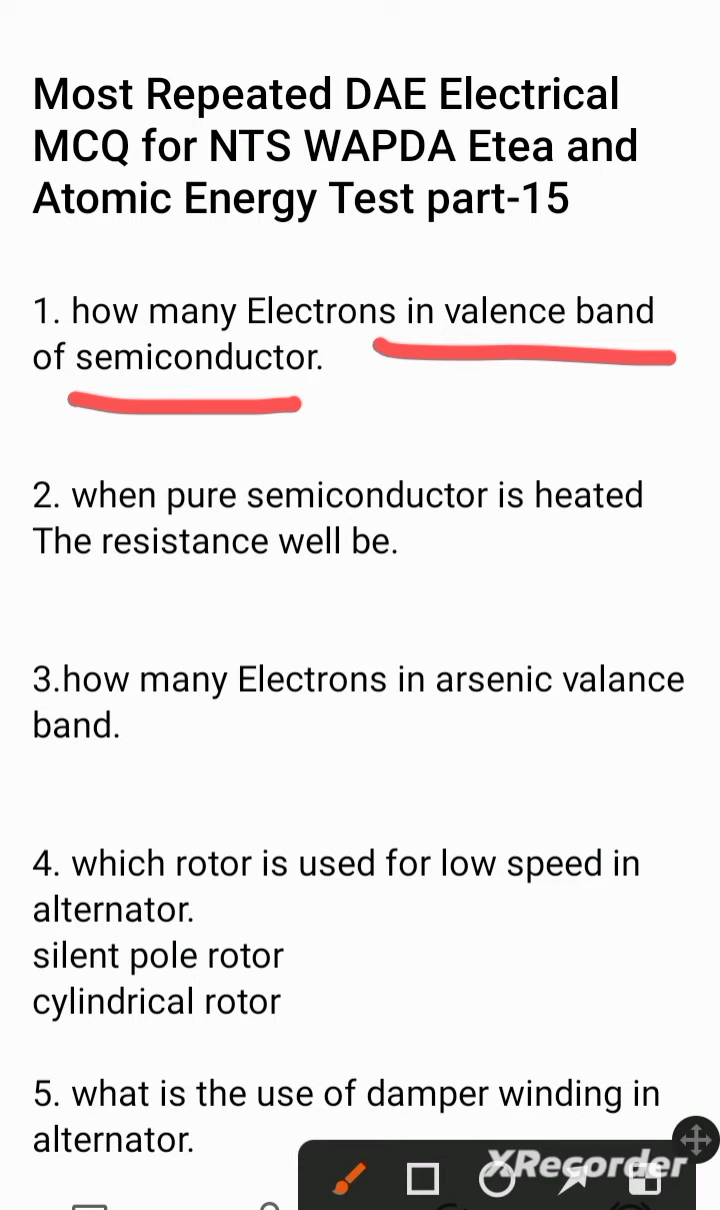 Most Repeated DAE Electrical
MCQ for NTS WAPDA Etea and
Atomic Energy Test part-15
1. how many Electrons in valence band
of semiconductor.
2. when pure semiconductor is heated
The resistance well be.
3.how many Electrons in arsenic valance
band.
4. which rotor is used for low speed in
alternator.
silent pole rotor
cylindrical rotor
5. what is the use of damper winding in
alternator.
XRecorder